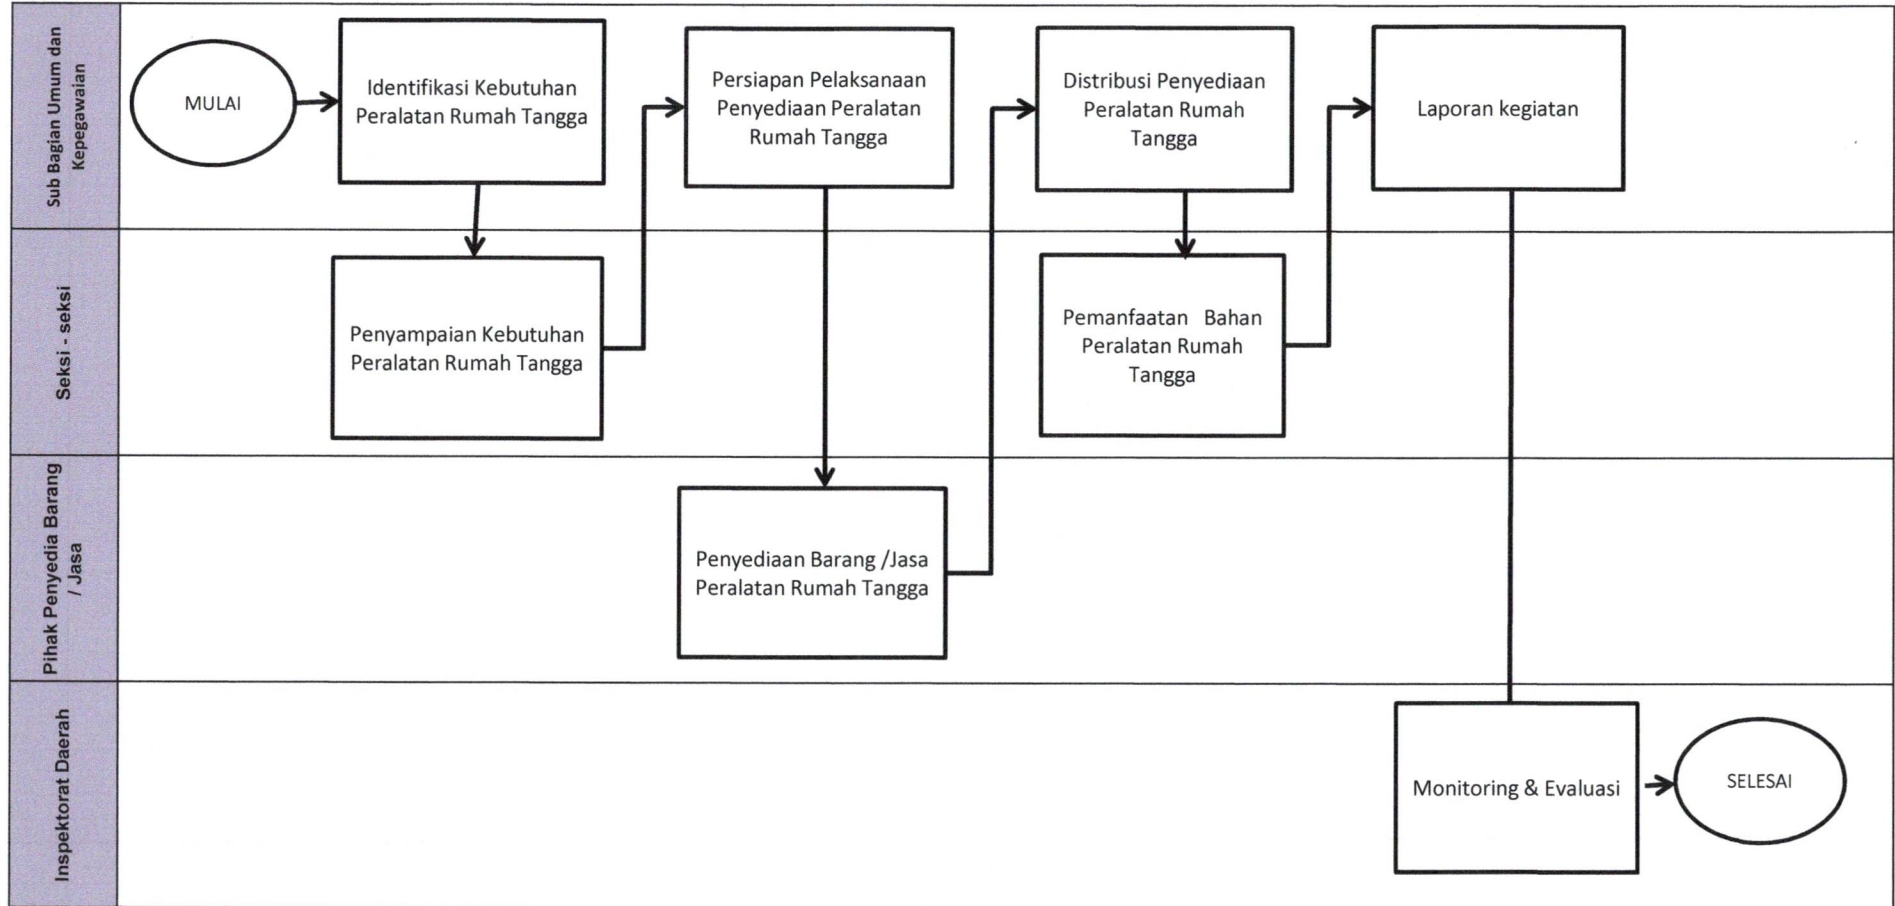 Sub Bagian Umum dan
Kepegawaian
MULAI
Identifikasi Kebutuhan
Peralatan Rumah Tangga
Persiapan Pelaksanaan
Penyediaan Peralatan
Rumah Tangga
Distribusi Penyediaan
Peralatan Rumah
Tangga
Laporan kegiatan
Seksi - seksi
Penyampaian Kebutuhan
Peralatan Rumah Tangga
Pemanfaatan Bahan
Peralatan Rumah
Tangga
Pihak Penyedia Barang
/ Jasa
Penyediaan Barang /Jasa
Peralatan Rumah Tangga
Inspektorat Daerah
Monitoring & Evaluasi
SELESAI